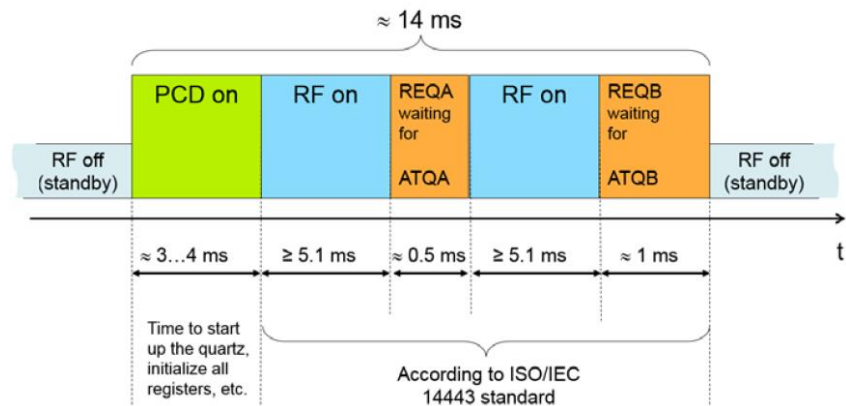 ≈ 14 ms
PCD on
RF on
REQA
waiting
for
ATQA
RF on
REQB
waiting
for
ATQB
RF off
(standby)
RF off
(standby)
t
≈ 3…4 ms
≥ 5.1 ms
≈ 0.5 ms
≥ 5.1 ms
≈ 1 ms
Time to start
up the quartz,
initialize all
registers, etc.
According to ISO/IEC
14443 standard